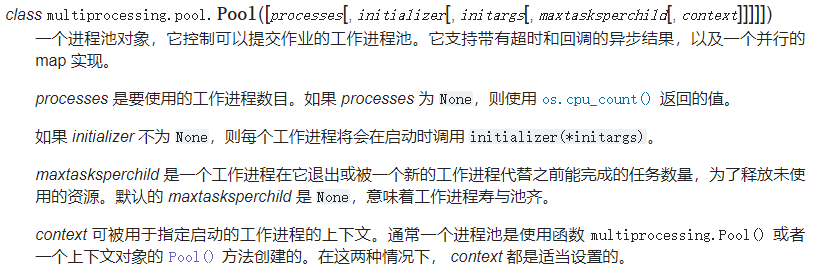 class multiprocessing.pool.Pool([processes[, initializer[, initargs[, maxtasksperchild[, context]]]]])
一个进程池对象，它控制可以提交作业的工作进程池。它支持带有超时和回调的异步结果，以及一个并行的
map 实现。
processes 是要使用的工作进程数目。如果 processes 为 None，则使用 os.cpu_count() 返回的值。
如果 initializer 不为 None，则每个工作进程将会在启动时调用 initializer(*initargs)。
maxtasksperchild 是一个工作进程在它退出或被一个新的工作进程代替之前能完成的任务数量，为了释放未使
用的资源。默认的 maxtasksperchild 是 None，意味着工作进程寿与池齐。
context 可被用于指定启动的工作进程的上下文。通常一个进程池是使用函数 multiprocessing.Pool() 或者
一个上下文对象的 Pool() 方法创建的。在这两种情况下， context 都是适当设置的。